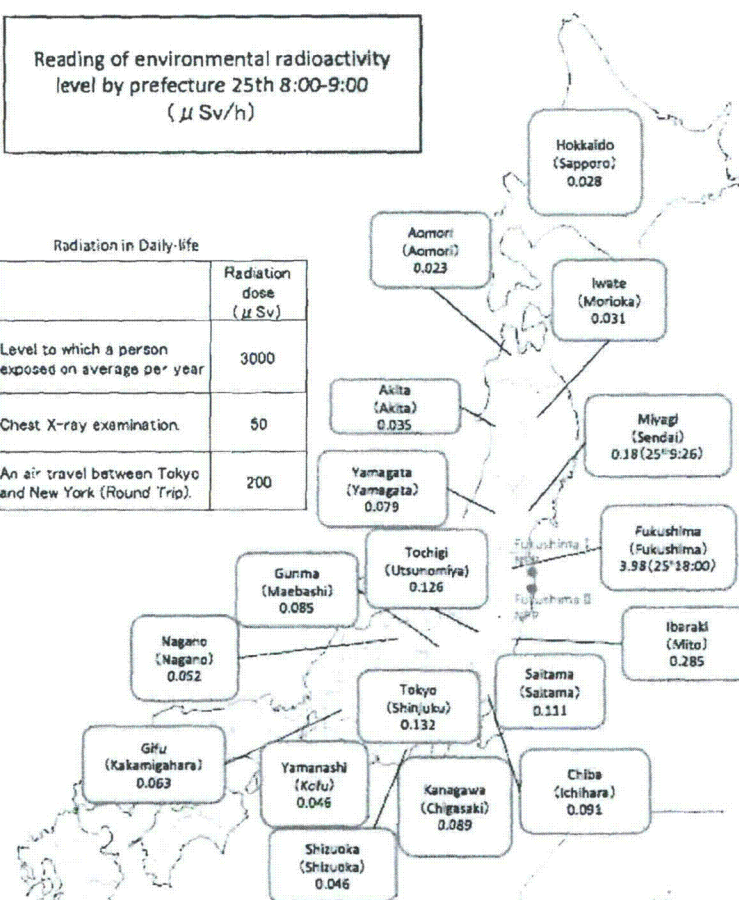 Reading of environmental radioactivity
level by prefecture 25th 8:00-9:00
(μSv/h)
Hokkaido
(Sapporo)
0.028
Radiation in Daily-life
Radiation
dose
(μSv)
Level to which a person
exposed on average per year
3000
Chest X-ray examination.
50
An air travel between Tokyo
and New York (Round Trip).
200
Aomori
(Aomori)
0.023
Iwate
(Morioka)
0.031
Akita
(Akita)
0.035
Miyagi
(Sendai)
0.18(25th9:26)
Yamagata
(Yamagata)
0.079
Fukushima I
NPP
Fukushima II
NPP
Fukushima
(Fukushima)
3.98(25th18:00)
Tochigi
(Utsunomiya)
0.126
Gunma
(Maebashi)
0.085
Ibaraki
(Mito)
0.285
Nagano
(Nagano)
0.052
Saitama
(Saitama)
0.111
Tokyo
(Shinjuku)
0.132
Gifu
(Kakamigahara)
0.063
Yamanashi
(Kofu)
0.046
Kanagawa
(Chigasaki)
0.089
Chiba
(Ichihara)
0.091
Shizuoka
(Shizuoka)
0.046